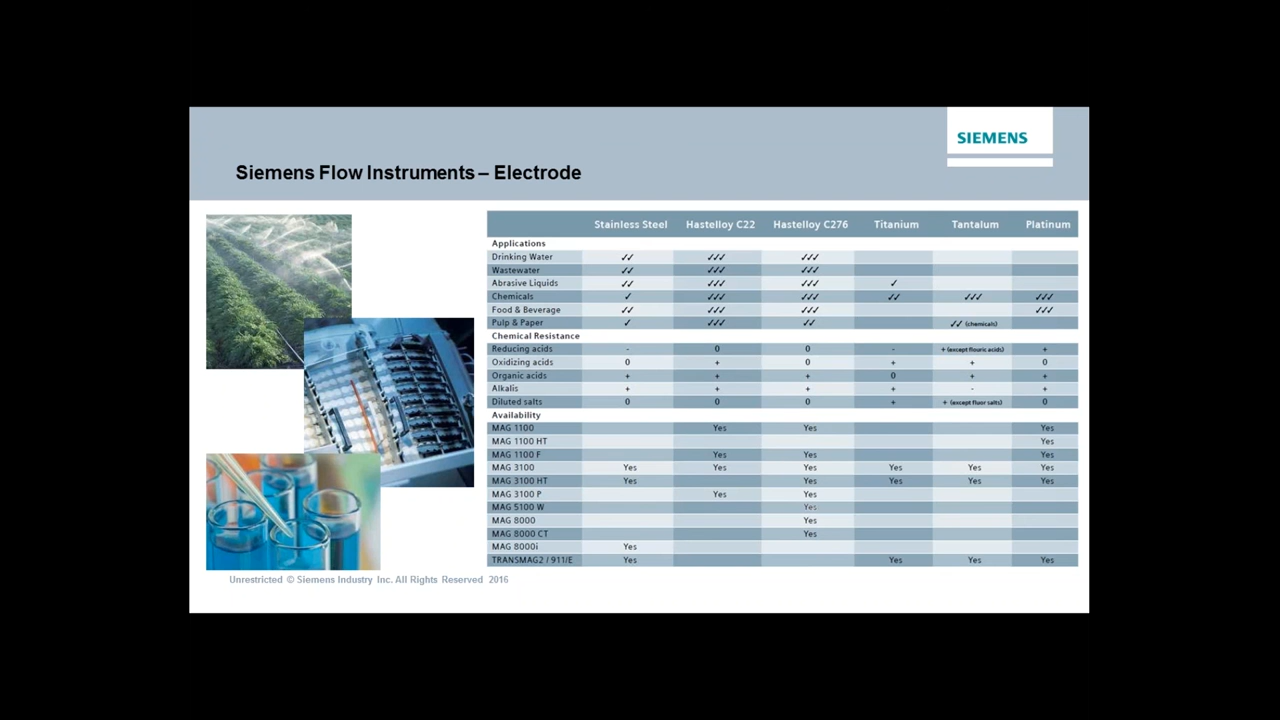 SIEMENS
Siemens Flow Instruments – Electrode
Stainless Steel Hastelloy C22 Hastelloy C276 Titanium Tantalum Platinum
Applications
Drinking Water ✓✓ ✓✓✓ ✓✓✓
Wastewater ✓✓ ✓✓✓ ✓✓✓
Abrasive Liquids ✓✓ ✓✓✓ ✓✓✓ ✓
Chemicals ✓ ✓✓✓ ✓✓✓ ✓✓ ✓✓✓ ✓✓✓
Food & Beverage ✓✓ ✓✓✓ ✓✓✓ ✓✓✓
Pulp & Paper ✓ ✓✓✓ ✓✓ ✓✓ (chemicals)
Chemical Resistance
Reducing acids - 0 0 - + (except flouric acids) +
Oxidizing acids 0 + 0 + + 0
Organic acids + + + 0 + +
Alkalis + + + + - +
Diluted salts 0 0 0 + + (except fluor salts) 0
Availability
MAG 1100 Yes Yes Yes
MAG 1100 HT Yes
MAG 1100 F Yes Yes Yes
MAG 3100 Yes Yes Yes Yes Yes Yes
MAG 3100 HT Yes Yes Yes Yes Yes
MAG 3100 P Yes Yes
MAG 5100 W Yes
MAG 8000 Yes
MAG 8000 CT Yes
MAG 8000i Yes
TRANSMAG2 / 911/E Yes Yes Yes Yes
Unrestricted © Siemens Industry Inc. All Rights Reserved 2016